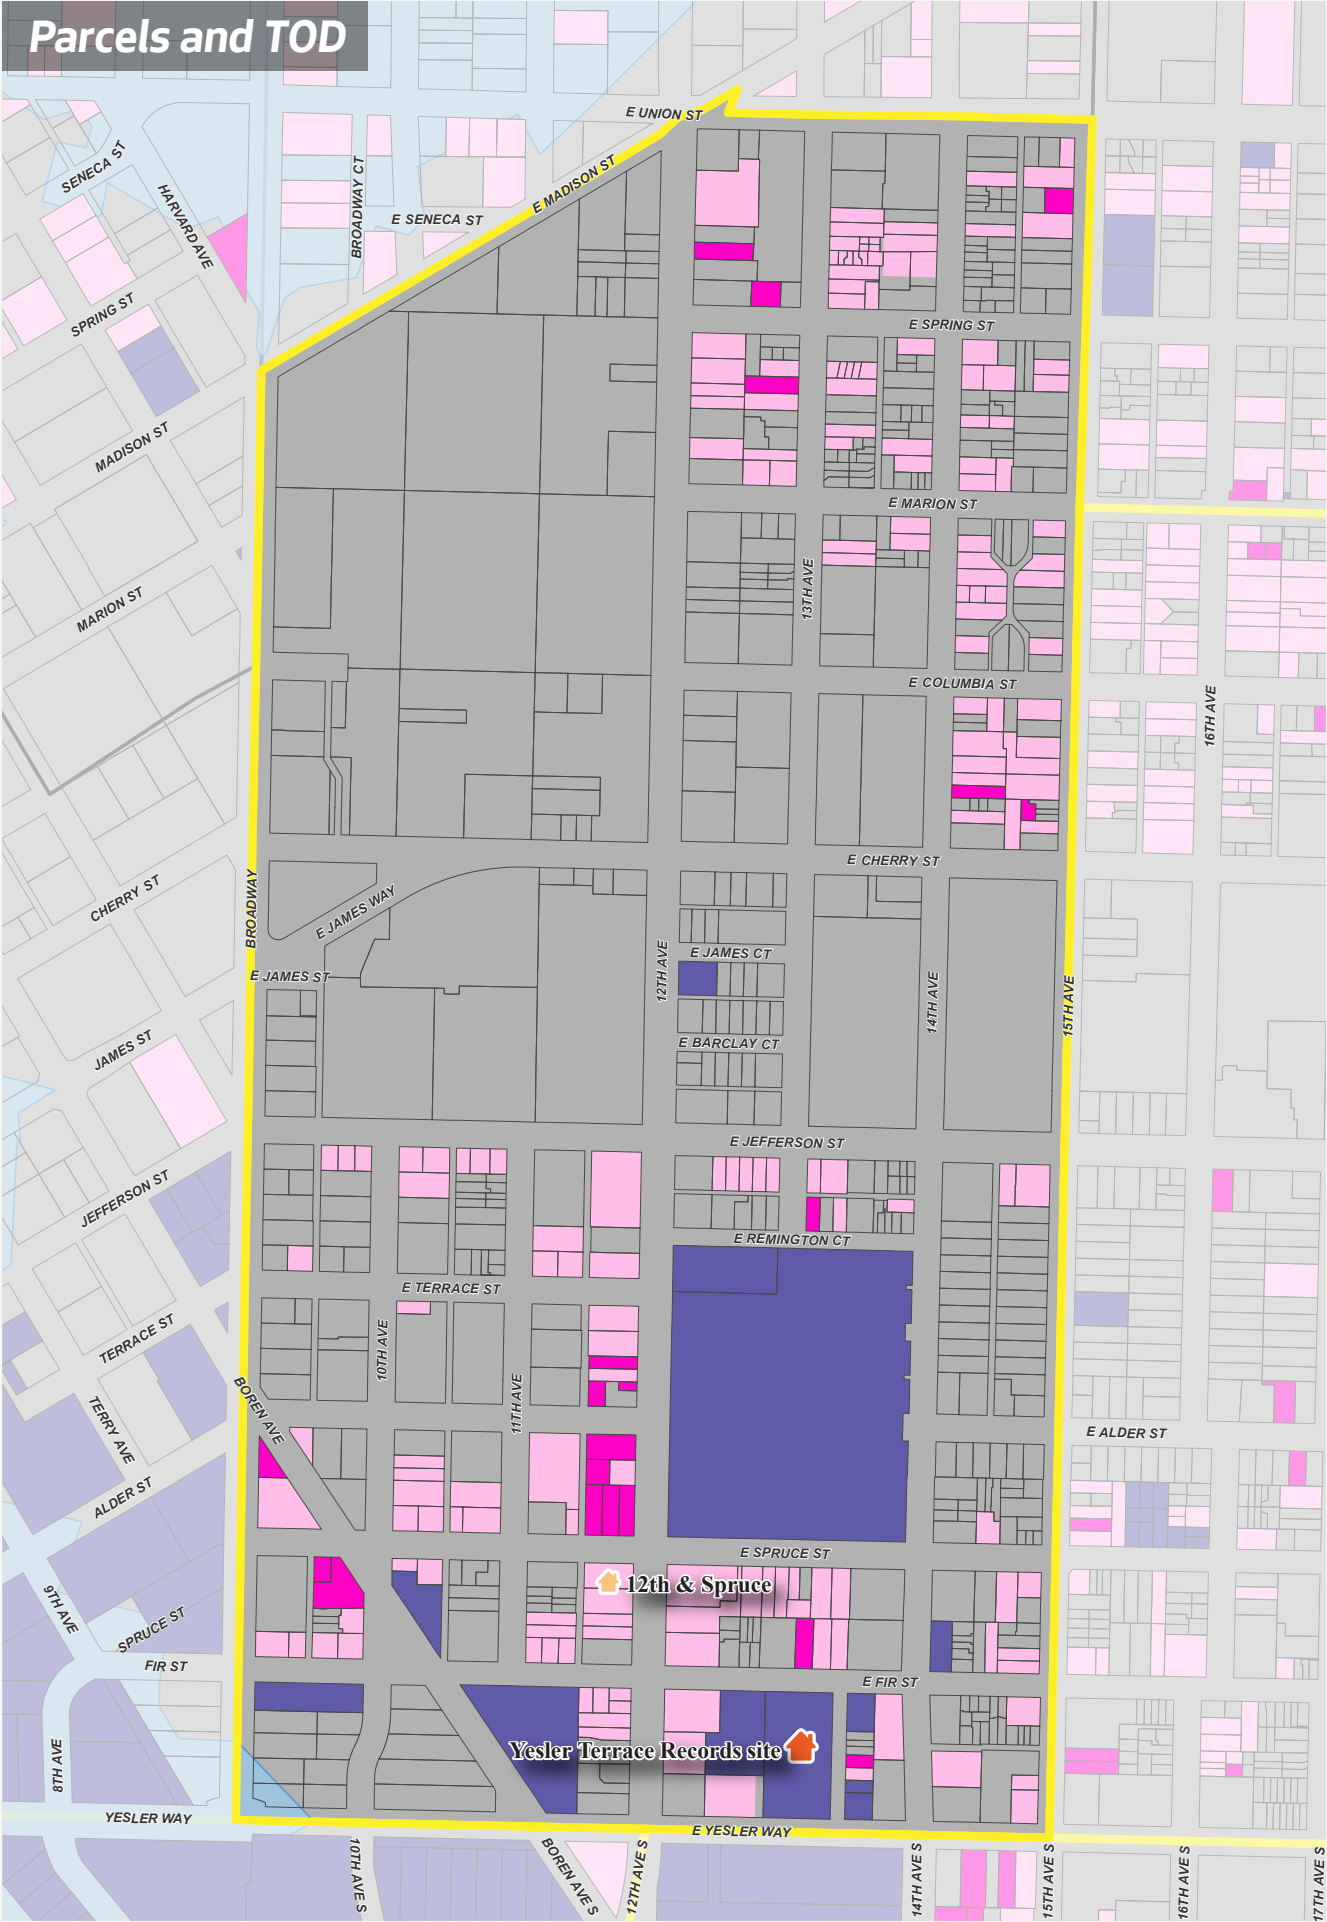 Parcels and TOD
E UNION ST
SENECA ST
HARVARD AVE
BROADWAY CT
E MADISON ST
E SENECA ST
SPRING ST
E SPRING ST
MADISON ST
E MARION ST
MARION ST
13TH AVE
E COLUMBIA ST
16TH AVE
E CHERRY ST
CHERRY ST
BROADWAY
E JAMES WAY
E JAMES ST
12TH AVE
E JAMES CT
14TH AVE
15TH AVE
JAMES ST
E BARCLAY CT
E JEFFERSON ST
JEFFERSON ST
E REMINGTON CT
E TERRACE ST
TERRACE ST
10TH AVE
11TH AVE
BOREN AVE
TERRY AVE
E ALDER ST
ALDER ST
E SPRUCE ST
12th & Spruce
9TH AVE
SPRUCE ST
FIR ST
E FIR ST
Yesler Terrace Records site
8TH AVE
YESLER WAY
E YESLER WAY
10TH AVE S
BOREN AVE S
12TH AVE S
14TH AVE S
15TH AVE S
16TH AVE S
17TH AVE S